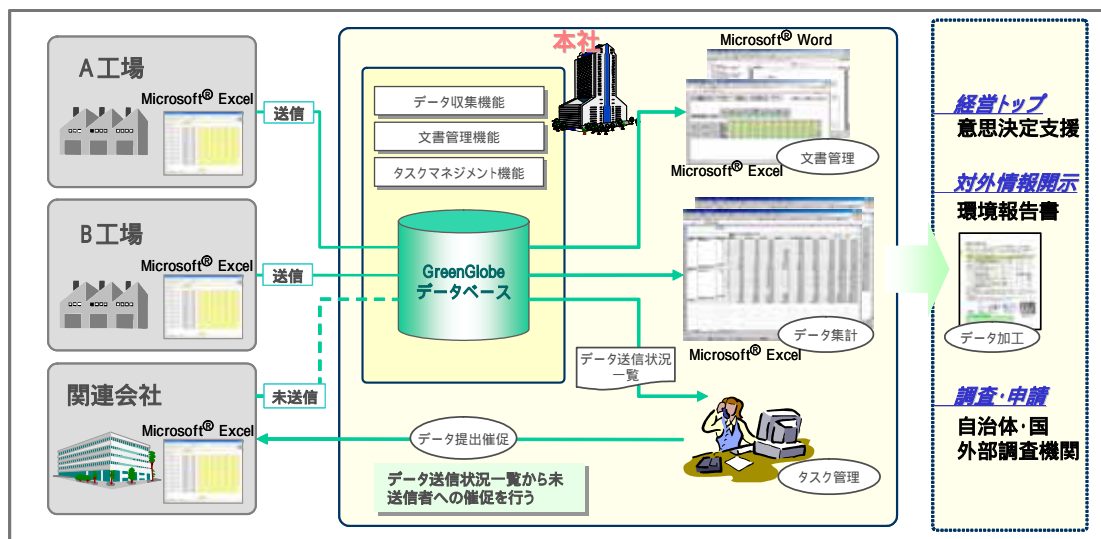 A工場
Microsoft® Excel
送信
B工場
Microsoft® Excel
送信
関連会社
Microsoft® Excel
未送信
本社
データ収集機能
文書管理機能
タスクマネジメント機能
GreenGlobe
データベース
Microsoft® Word
Microsoft® Excel
文書管理
データ集計
Microsoft® Excel
データ送信状況
一覧
データ提出催促
タスク管理
データ送信状況一覧から未
送信者への催促を行う
経営トップ
意思決定支援
対外情報開示
環境報告書
データ加工
調査・申請
自治体・国
外部調査機関